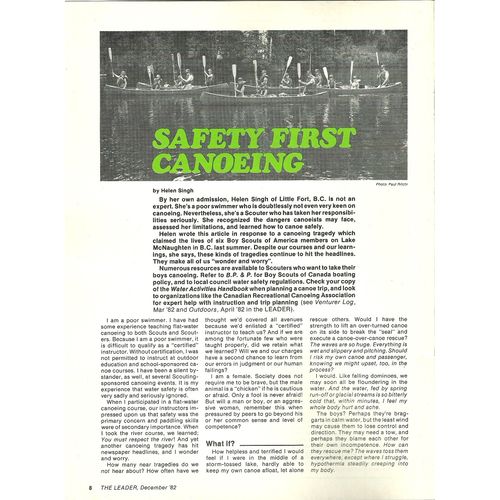 SAFETY FIRST
CANOEING
Photo: Paul Ritchi
by Helen Singh
By her own admission, Helen Singh of Little Fort, B.C. is not an
expert. She's a poor swimmer who is doubtlessly not even very keen on
canoeing. Nevertheless, she's a Scouter who has taken her responsibi-
lities seriously. She recognized the dangers canoeists may face,
assessed her limitations, and learned how to canoe safely.
Helen wrote this article in response to a canoeing tragedy which
claimed the lives of six Boy Scouts of America members on Lake
McNaughten in B.C. last summer. Despite our courses and our learn-
ings, she says, these kinds of tragedies continue to hit the headlines.
They make all of us "wonder and worry".
Numerous resources are available to Scouters who want to take their
boys canoeing. Refer to B.P. & P. for Boy Scouts of Canada boating
policy, and to local council water safety regulations. Check your copy
of the Water Activities Handbook when planning a canoe trip, and look
to organizations like the Canadian Recreational Canoeing Association
for expert help with instruction and trip planning (see Venturer Log,
Mar '82 and Outdoors, April '82 in the LEADER).
I am a poor swimmer. I have had
some experience teaching flat-water
canoeing to both Scouts and Scout-
ers. Because I am a poor swimmer, it
is difficult to qualify as a "certified"
instructor. Without certification, I was
not permitted to instruct at outdoor
education and school-sponsored ca-
noe courses. I have been a silent by-
stander, as well, at several Scouting-
sponsored canoeing events. It is my
experience that water safety is often
very sadly and seriously ignored.
When I participated in a flat-water
canoeing course, our instructors im-
pressed upon us that safety was the
primary concern and paddling skills
were of secondary importance. When
I took the river course, we learned:
You must respect the river! And yet
another canoeing tragedy has hit
newspaper headlines, and I wonder
and worry.
How many near tragedies do we
not hear about? How often have we
thought we'd covered all avenues
because we'd enlisted a "certified"
instructor to teach us? And if we are
among the fortunate few who were
taught properly, did we retain what
we learned? Will we and our charges
have a second chance to learn from
our errors in judgment or our human
failings?
I am a female. Society does not
require me to be brave, but the male
animal is a "chicken" if he is cautious
or afraid. Only a fool is never afraid!
But will a man or boy, or an aggres-
sive woman, remember this when
pressured by peers to go beyond his
or her common sense and level of
competence?
What if?
How helpless and terrified I would
feel if I were in the middle of a
storm-tossed lake, hardly able to
keep my own canoe afloat, let alone
rescue others. Would I have the
strength to lift an over-turned canoe
on its side to break the "seal" and
execute a canoe-over-canoe rescue?
The waves are so huge. Everything is
wet and slippery and pitching. Should
I risk my own canoe and passenger,
knowing we might upset, too, in the
process?
I would. Like felling dominoes, we
may soon all be floundering in the
water. And the water, fed by spring
run-off or glacial streams is so bitterly
cold that, within minutes, I feel my
whole body hurt and ache.
The boys? Perhaps they're brag-
garts in calm water, but the least wind
may cause them to lose control and
direction. They may need a tow, and
perhaps they blame each other for
their own incompetence. How can
they rescue me? The waves toss them
everywhere, except where I struggle,
hypothermia steadily creeping into
my body.
8 THE LEADER, December '82